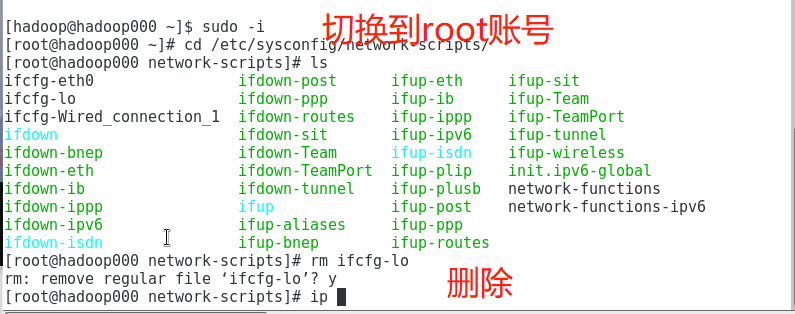 [hadoop@hadoop000 ~]$ sudo -i
切换到root账号
[root@hadoop000 ~]# cd /etc/sysconfig/network-scripts/
[root@hadoop000 network-scripts]# ls
ifcfg-eth0 ifdown-post ifup-eth ifup-sit
ifcfg-lo ifdown-ppp ifup-ib ifup-Team
ifcfg-Wired_connection_1 ifdown-routes ifup-ippp ifup-TeamPort
ifdown ifdown-sit ifup-ipv6 ifup-tunnel
ifdown-bnep ifdown-Team ifup-isdn ifup-wireless
ifdown-eth ifdown-TeamPort ifup-plip init.ipv6-global
ifdown-ib ifdown-tunnel ifup-plusb network-functions
ifdown-ippp ifup ifup-post network-functions-ipv6
ifdown-ipv6 ifup-aliases ifup-ppp
ifdown-isdn ifup-bnep ifup-routes
[root@hadoop000 network-scripts]# rm ifcfg-lo
rm: remove regular file ‘ifcfg-lo’? y
删除
[root@hadoop000 network-scripts]# ip